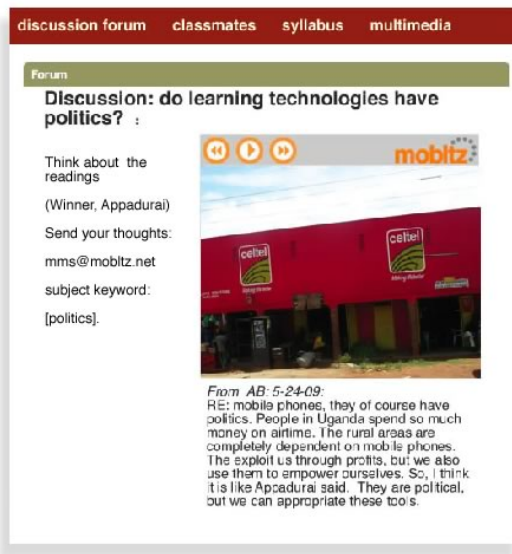 discussion forum classmates syllabus multimedia
Forum
Discussion: do learning technologies have
politics? :
Think about the
readings
(Winner, Appadurai)
Send your thoughts:
mms@mobltz.net
subject keyword:
[politics].
mobltz
celtel
celtel
From AB: 5-24-09:
RE: mobile phones, they of course have
politics. People in Uganda spend so much
money on airtime. The rural areas are
completely dependent on mobile phones.
The exploit us through profits, but we also
use them to empower ourselves. So, I think
it is like Appadurai said. They are political,
but we can appropriate these tools.